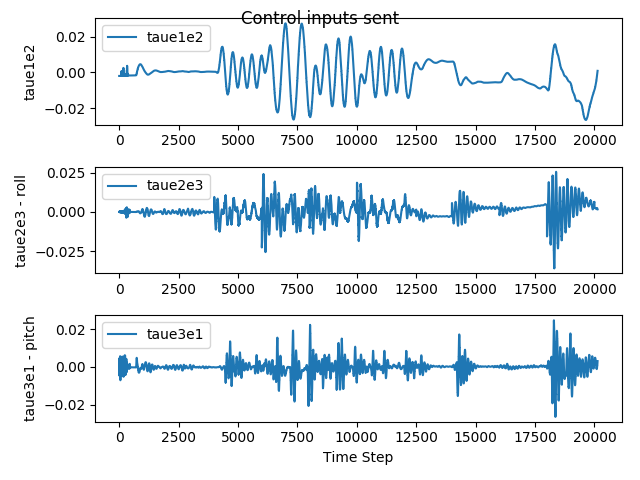 Control inputs sent
taue1e2
0.02
0.00
−0.02
taue1e2
0 2500 5000 7500 10000 12500 15000 17500 20000
taue2e3
0.025
0.000
−0.025
taue2e3 - roll
0 2500 5000 7500 10000 12500 15000 17500 20000
taue3e1
0.02
0.00
−0.02
taue3e1 - pitch
0 2500 5000 7500 10000 12500 15000 17500 20000
Time Step